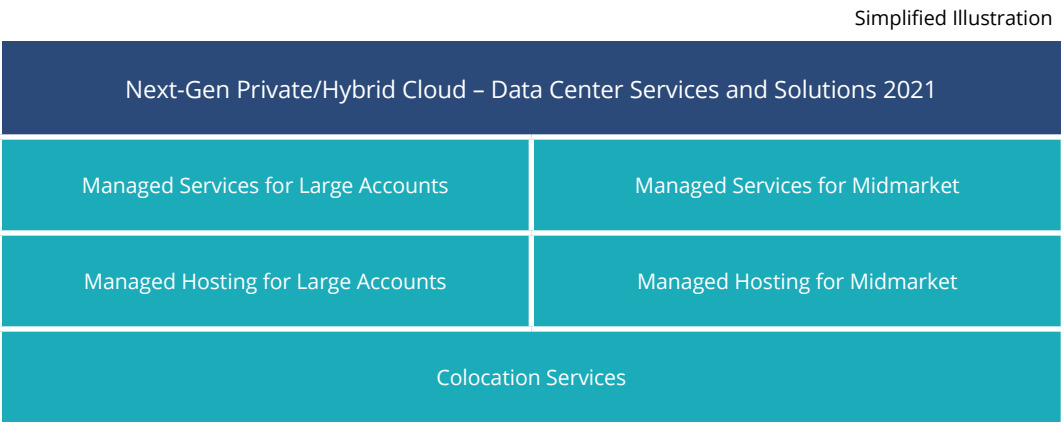 Simplified Illustration
Next-Gen Private/Hybrid Cloud – Data Center Services and Solutions 2021
Managed Services for Large Accounts
Managed Services for Midmarket
Managed Hosting for Large Accounts
Managed Hosting for Midmarket
Colocation Services